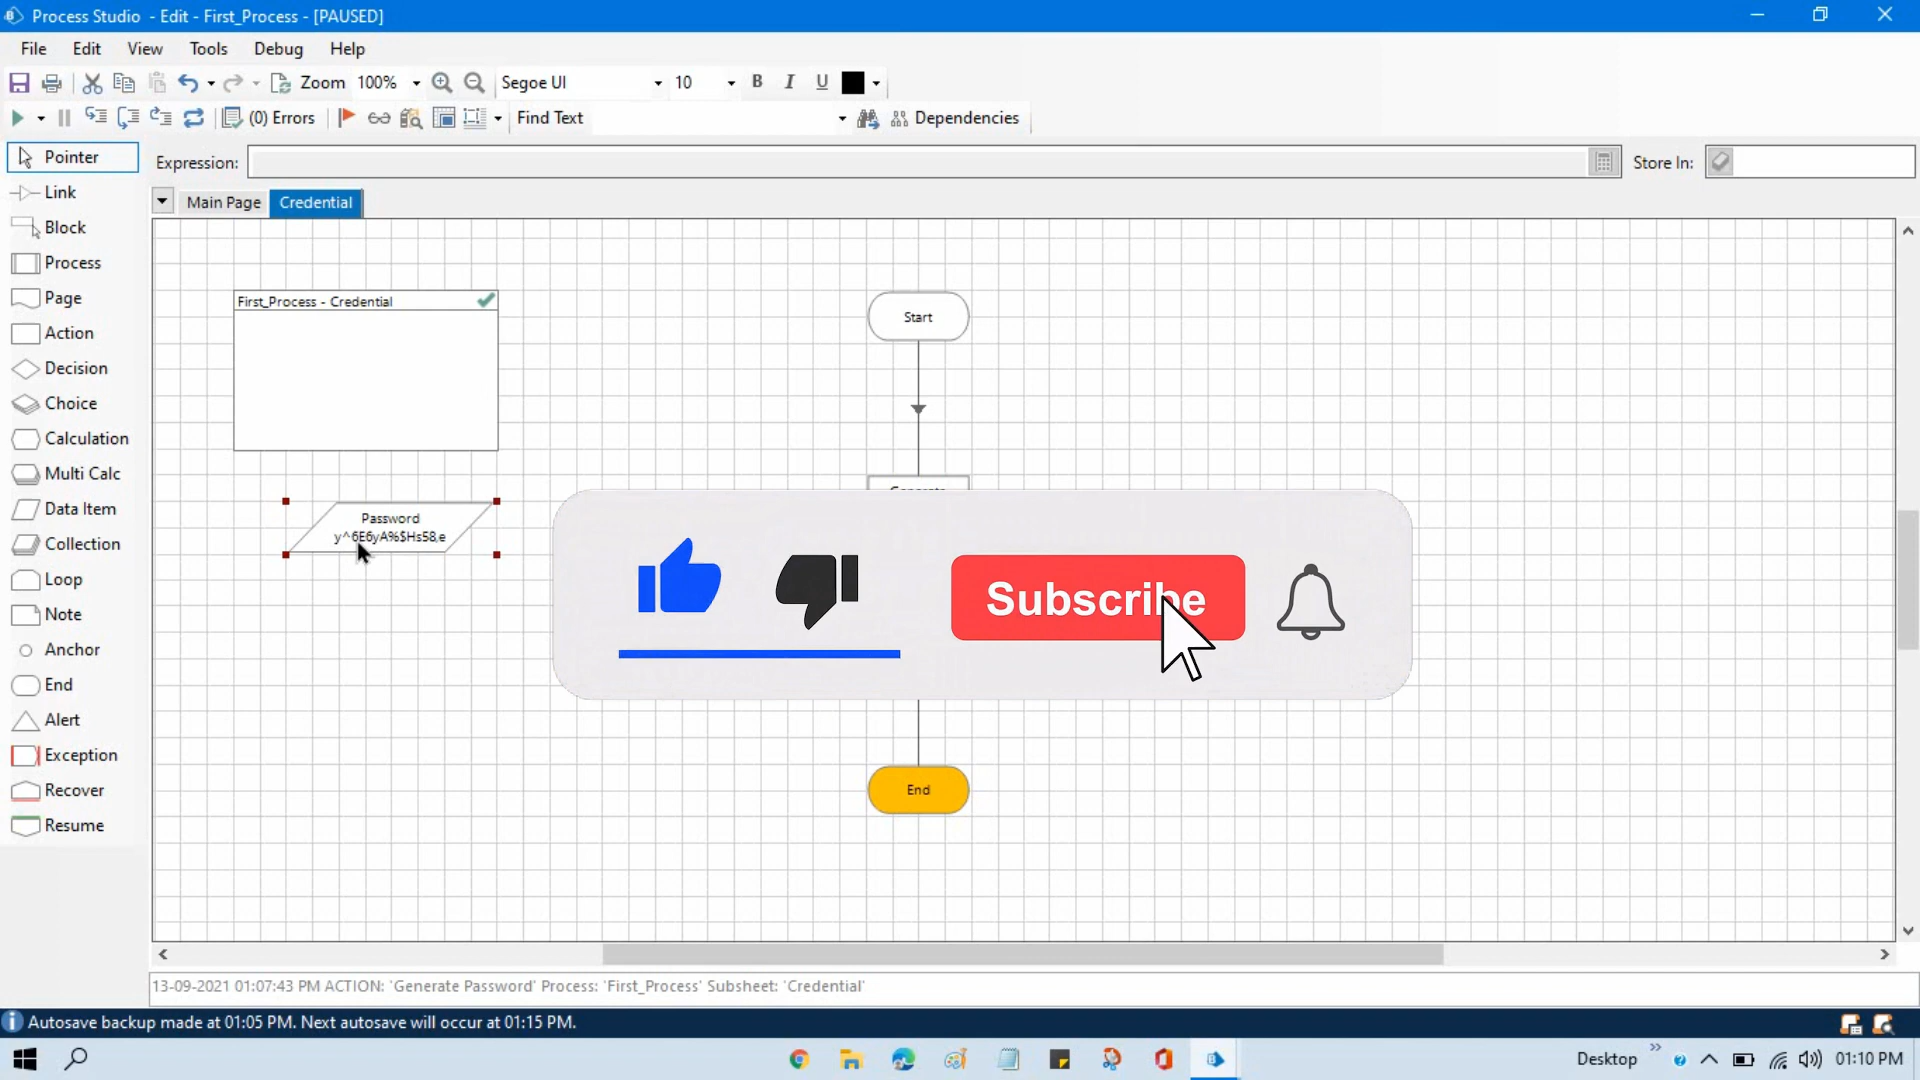 Process Studio - Edit - First_Process - [PAUSED]
File Edit View Tools Debug Help
Zoom 100% Segoe UI 10 B I U
(0) Errors Find Text Dependencies
Pointer
Link
Block
Process
Page
Action
Decision
Choice
Calculation
Multi Calc
Data Item
Collection
Loop
Note
Anchor
End
Alert
Exception
Recover
Resume
Expression: Store In:
Main Page Credential
First_Process - Credential
Start
Generate
Password
y^6E6yA%$Hs58,e
Subscribe
End
13-09-2021 01:07:43 PM ACTION: 'Generate Password' Process: 'First_Process' Subsheet: 'Credential'
Autosave backup made at 01:05 PM. Next autosave will occur at 01:15 PM.
Desktop 01:10 PM